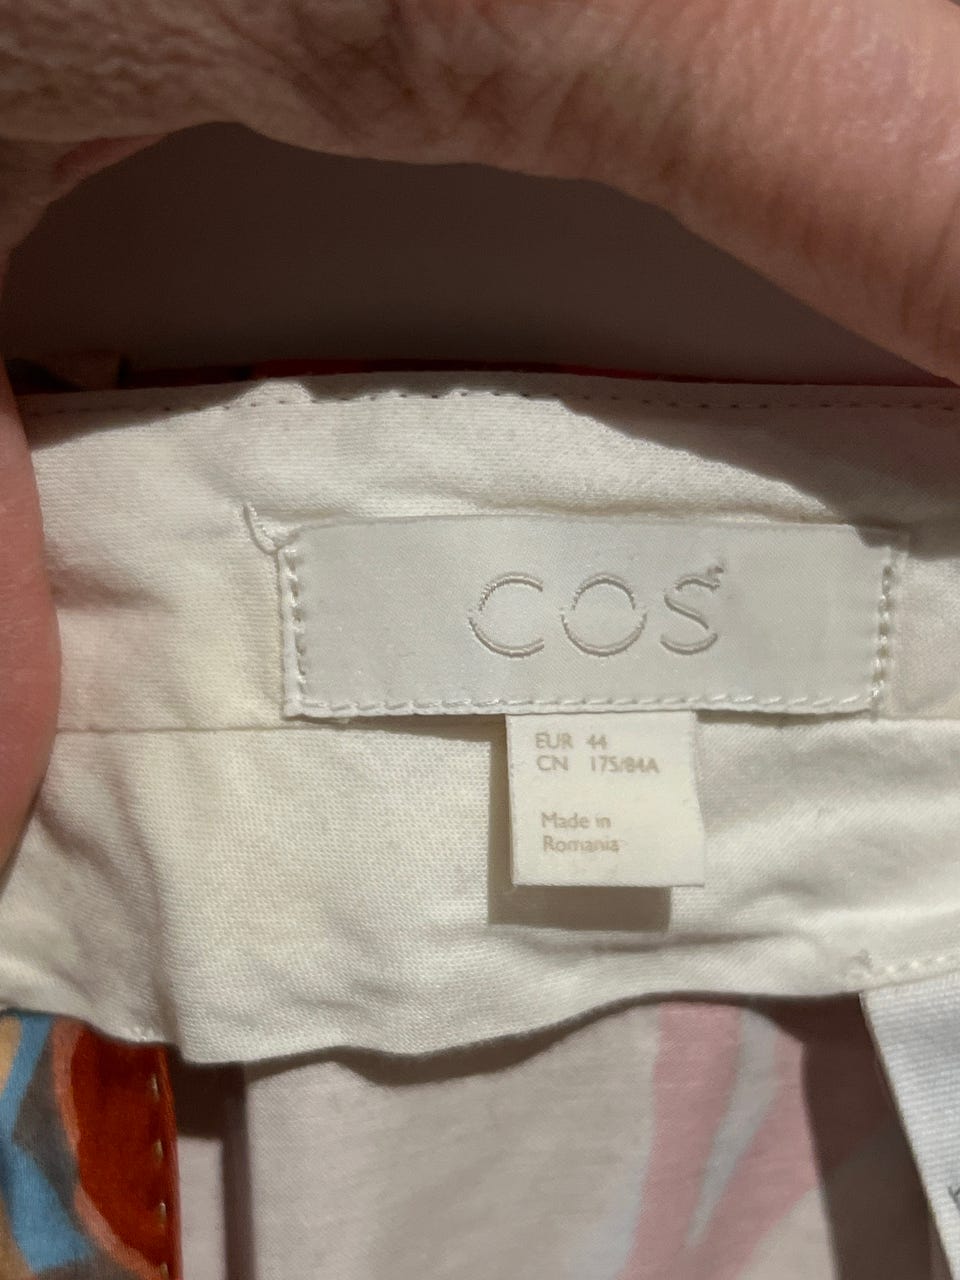 COS
EUR 44
CN 175/84A
Made in
Romania